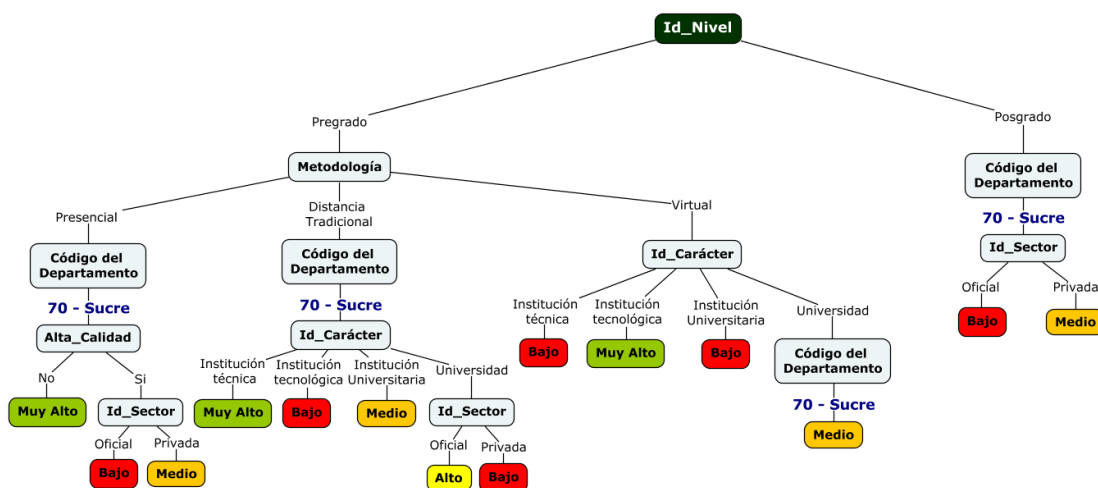 Id_Nivel
Pregrado
Posgrado
Metodología
Código del
Departamento
Presencial
Distancia
Tradicional
Virtual
70 - Sucre
Código del
Departamento
Código del
Departamento
Id_Carácter
Id_Sector
70 - Sucre
70 - Sucre
Oficial
Privada
Alta_Calidad
Id_Carácter
Institución
técnica
Institución
tecnológica
Institución
Universitaria
Universidad
Bajo
Medio
Bajo
Muy Alto
Bajo
Código del
Departamento
No
Si
Institución
técnica
Institución
tecnológica
Institución
Universitaria
Universidad
70 - Sucre
Muy Alto
Id_Sector
Muy Alto
Bajo
Medio
Id_Sector
Medio
Oficial
Privada
Oficial
Privada
Bajo
Medio
Alto
Bajo